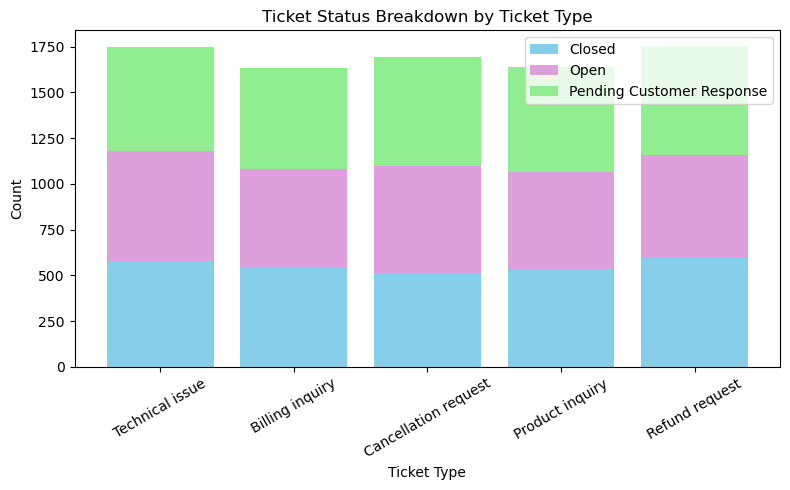 Ticket Status Breakdown by Ticket Type
Closed
Open
Pending Customer Response
Count
1750
1500
1250
1000
750
500
250
0
Technical issue
Billing inquiry
Cancellation request
Product inquiry
Refund request
Ticket Type